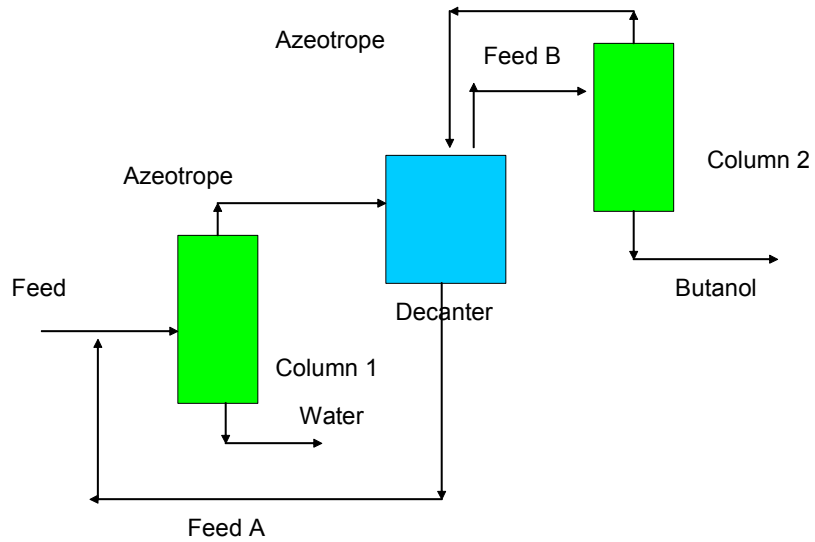 Azeotrope
Feed B
Column 2
Azeotrope
Feed
Butanol
Decanter
Column 1
Water
Feed A